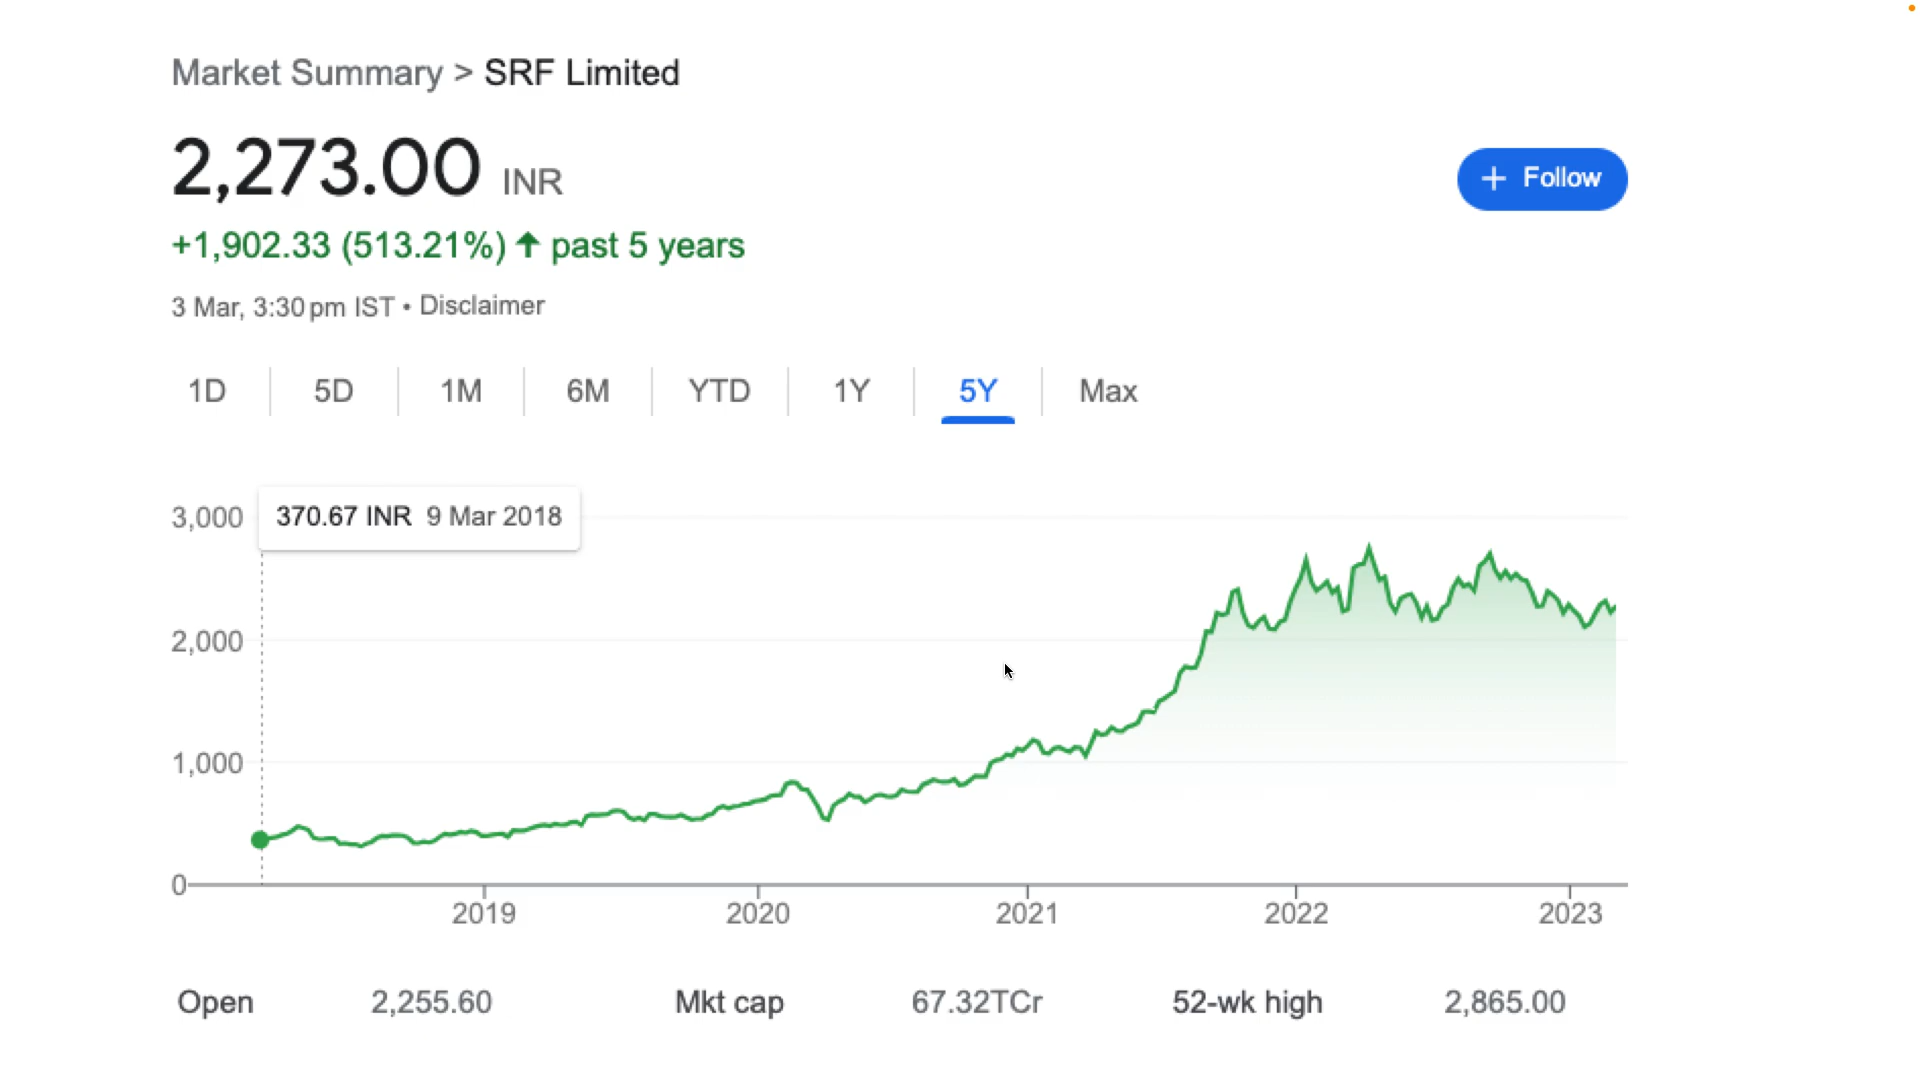 Market Summary > SRF Limited
2,273.00 INR
+ Follow
+1,902.33 (513.21%) ↑ past 5 years
3 Mar, 3:30 pm IST • Disclaimer
1D 5D 1M 6M YTD 1Y 5Y Max
370.67 INR 9 Mar 2018
3,000
2,000
1,000
0
2019 2020 2021 2022 2023
Open 2,255.60 Mkt cap 67.32TCr 52-wk high 2,865.00